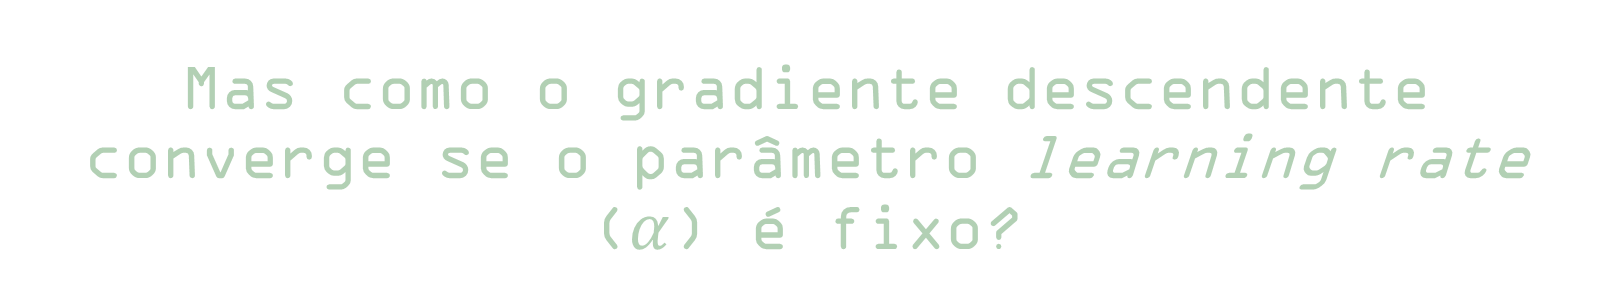 Mas como o gradiente descendente
converge se o parâmetro learning rate
(α) é fixo?